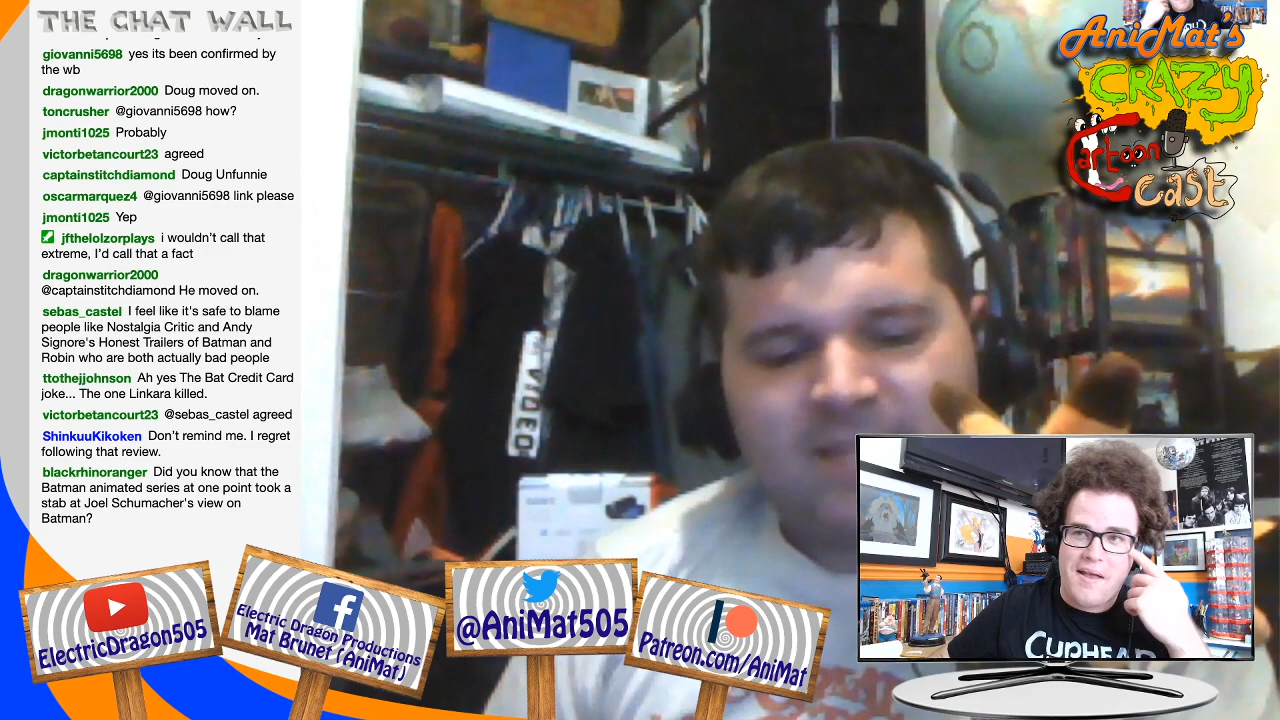 THE CHAT WALL
giovanni5698 yes its been confirmed by
the wb
dragonwarrior2000 Doug moved on.
toncrusher @giovanni5698 how?
jmonti1025 Probably
victorbetancourt23 agreed
captainstitchdiamond Doug Unfunnie
oscarmarquez4 @giovanni5698 link please
jmonti1025 Yep
jfthelolzorplays i wouldn't call that
extreme, I'd call that a fact
dragonwarrior2000
@captainstitchdiamond He moved on.
sebas_castel I feel like it's safe to blame
people like Nostalgia Critic and Andy
Signore's Honest Trailers of Batman and
Robin who are both actually bad people
ttothejjohnson Ah yes The Bat Credit Card
joke... The one Linkara killed.
victorbetancourt23 @sebas_castel agreed
ShinkuuKikoken Don't remind me. I regret
following that review.
blackrhinoranger Did you know that the
Batman animated series at one point took a
stab at Joel Schumacher's view on
Batman?
AniMat's
CRAZY
Cartoon
Cast
VIDEO
CUPHEAD
ElectricDragon505
Electric Dragon Productions
Mat Brunet (AniMat)
@AniMat505
Patreon.com/AniMat